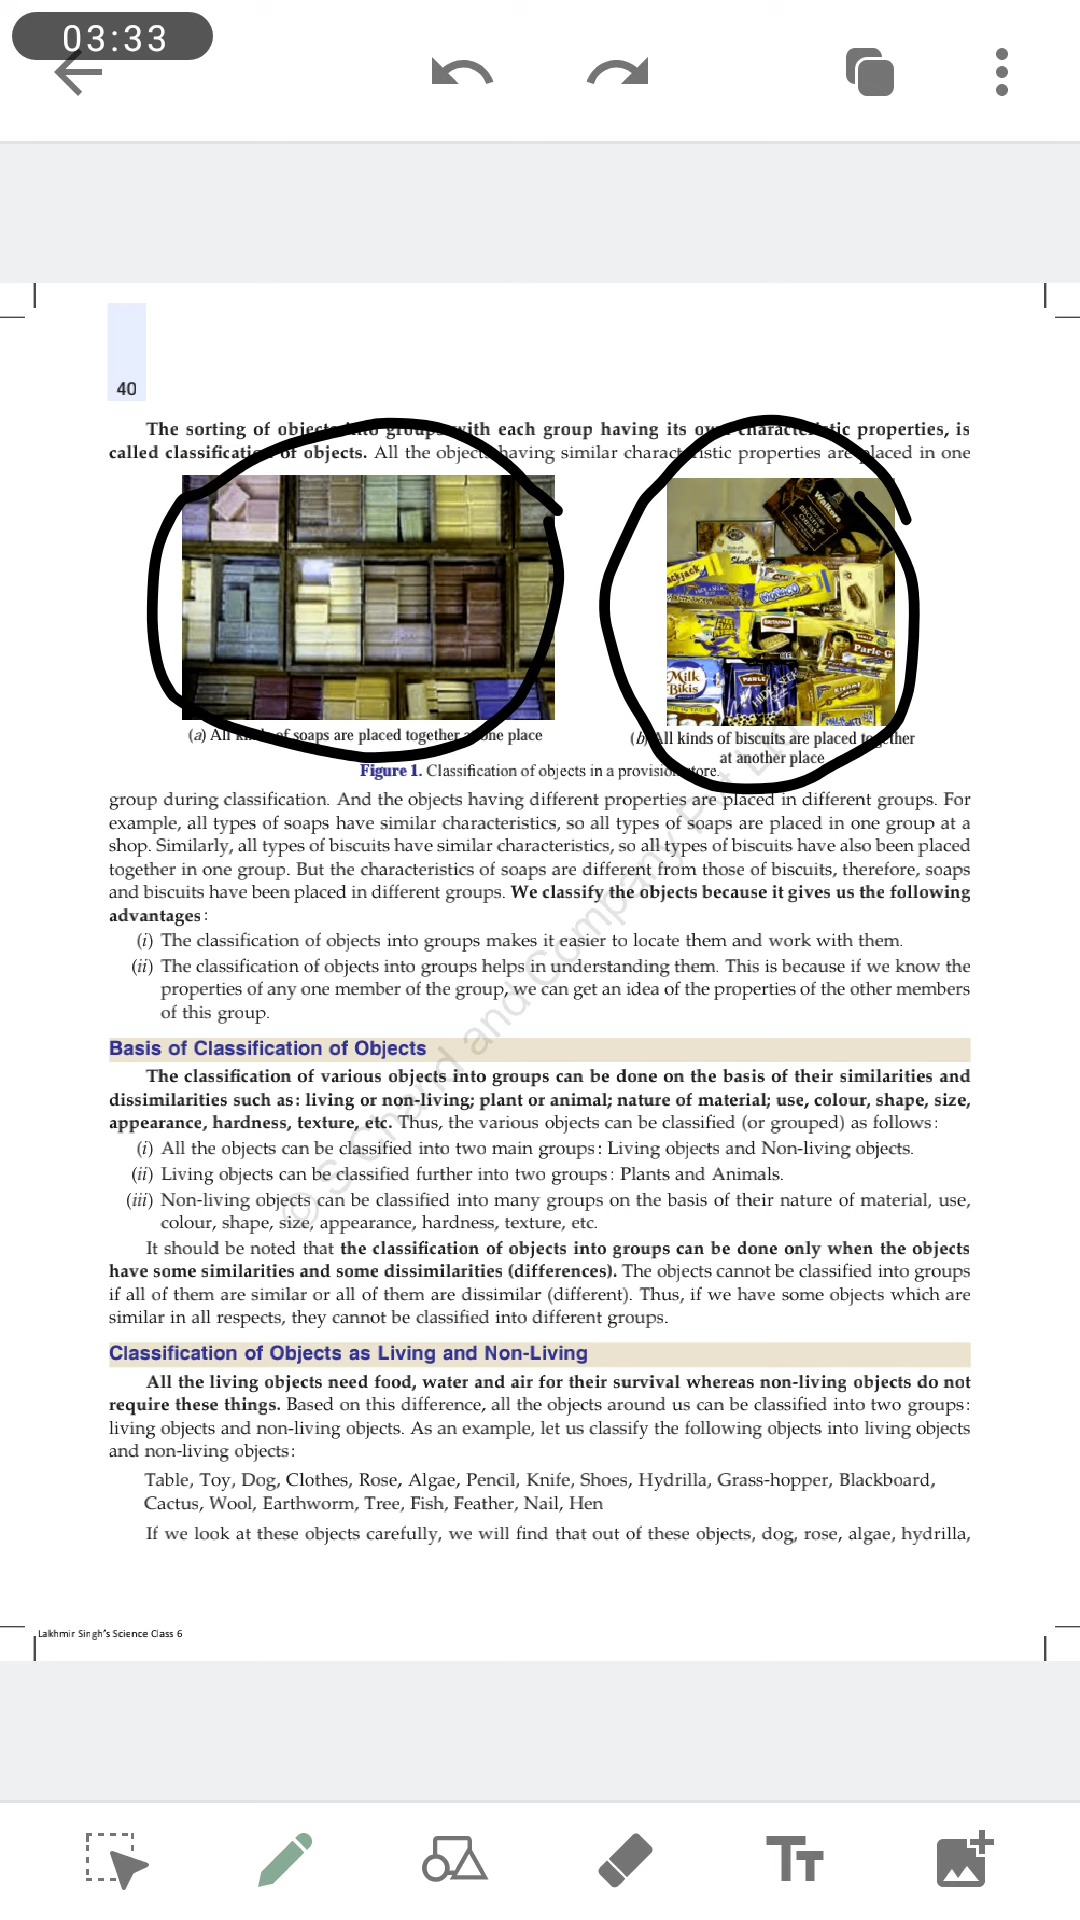 03:33
40
The sorting of objects into groups with each group having its own characteristic properties, is
called classification of objects. All the objects having similar characteristic properties are placed in one
Walkers
Parle G
BRITANNIA
Milk
Bikis
PARLE
HIDE & SEEK
(a) All kinds of soaps are placed together at one place
(b) All kinds of biscuits are placed together
at another place
Figure 1. Classification of objects in a provision store.
group during classification. And the objects having different properties are placed in different groups. For
example, all types of soaps have similar characteristics, so all types of soaps are placed in one group at a
shop. Similarly, all types of biscuits have similar characteristics, so all types of biscuits have also been placed
together in one group. But the characteristics of soaps are different from those of biscuits, therefore, soaps
and biscuits have been placed in different groups. We classify the objects because it gives us the following
advantages :
(i) The classification of objects into groups makes it easier to locate them and work with them.
(ii) The classification of objects into groups helps in understanding them. This is because if we know the
properties of any one member of the group, we can get an idea of the properties of the other members
of this group.
Basis of Classification of Objects
The classification of various objects into groups can be done on the basis of their similarities and
dissimilarities such as : living or non-living; plant or animal; nature of material; use, colour, shape, size,
appearance, hardness, texture, etc. Thus, the various objects can be classified (or grouped) as follows :
(i) All the objects can be classified into two main groups : Living objects and Non-living objects.
(ii) Living objects can be classified further into two groups : Plants and Animals.
(iii) Non-living objects can be classified into many groups on the basis of their nature of material, use,
colour, shape, size, appearance, hardness, texture, etc.
It should be noted that the classification of objects into groups can be done only when the objects
have some similarities and some dissimilarities (differences). The objects cannot be classified into groups
if all of them are similar or all of them are dissimilar (different). Thus, if we have some objects which are
similar in all respects, they cannot be classified into different groups.
Classification of Objects as Living and Non-Living
All the living objects need food, water and air for their survival whereas non-living objects do not
require these things. Based on this difference, all the objects around us can be classified into two groups :
living objects and non-living objects. As an example, let us classify the following objects into living objects
and non-living objects :
Table, Toy, Dog, Clothes, Rose, Algae, Pencil, Knife, Shoes, Hydrilla, Grass-hopper, Blackboard,
Cactus, Wool, Earthworm, Tree, Fish, Feather, Nail, Hen
If we look at these objects carefully, we will find that out of these objects, dog, rose, algae, hydrilla,
© S Chand and Company
Lakhmir Singh's Science Class 6
TT